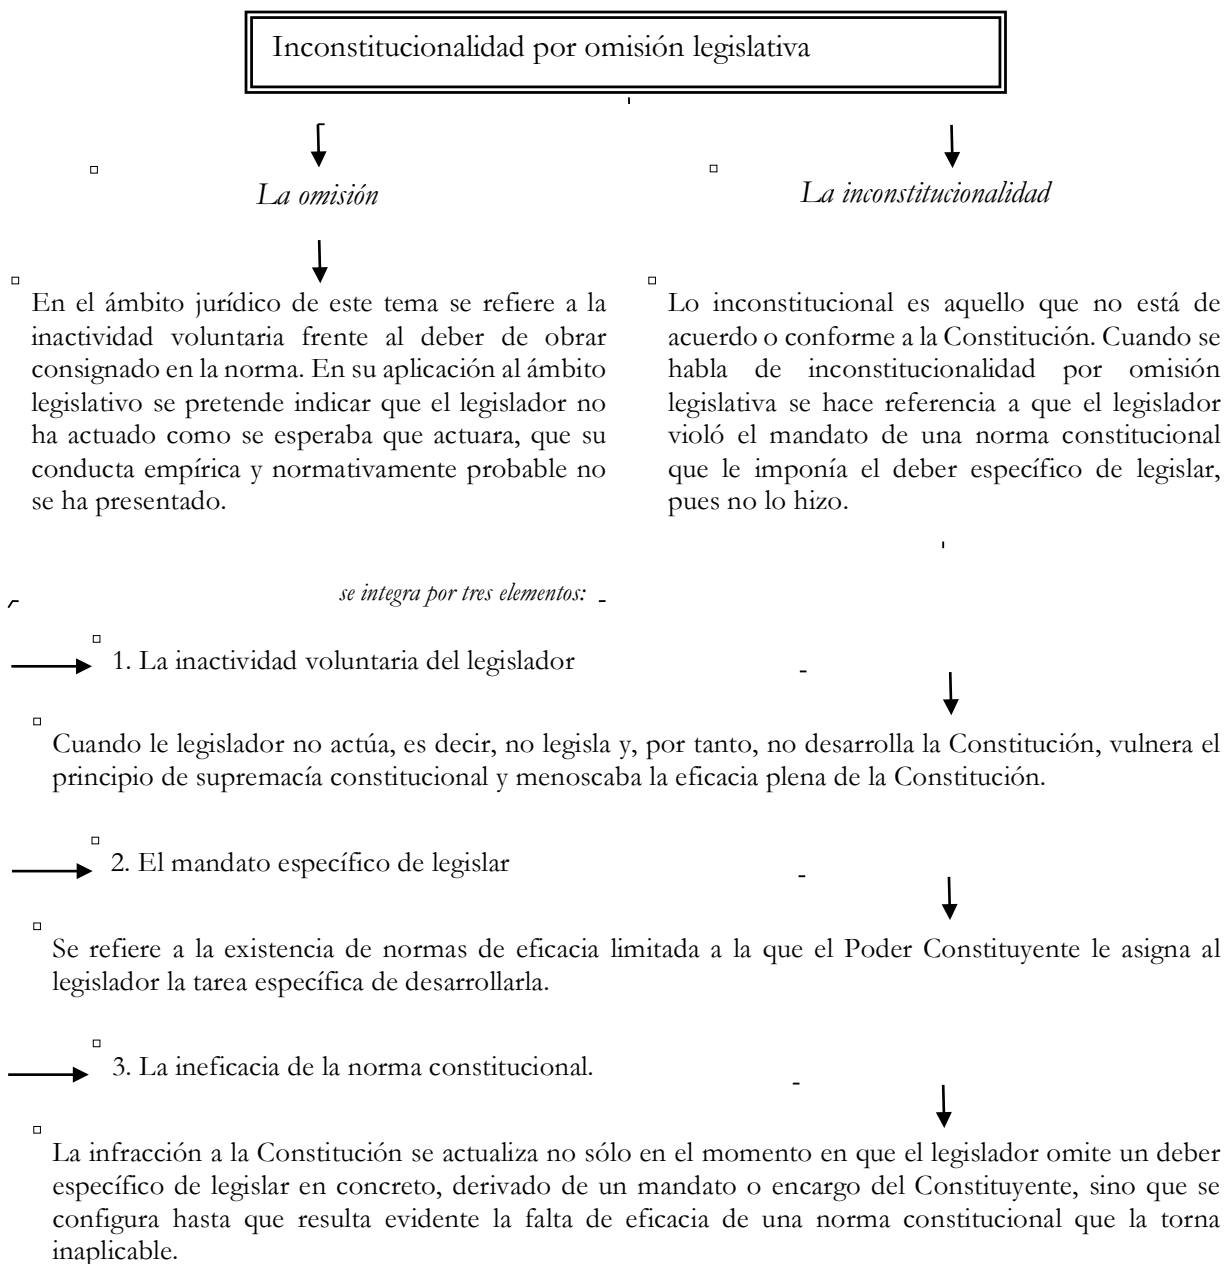 Inconstitucionalidad por omisión legislativa
La omisión
En el ámbito jurídico de este tema se refiere a la
inactividad voluntaria frente al deber de obrar
consignado en la norma. En su aplicación al ámbito
legislativo se pretende indicar que el legislador no
ha actuado como se esperaba que actuara, que su
conducta empírica y normativamente probable no
se ha presentado.
La inconstitucionalidad
Lo inconstitucional es aquello que no está de
acuerdo o conforme a la Constitución. Cuando se
habla de inconstitucionalidad por omisión
legislativa se hace referencia a que el legislador
violó el mandato de una norma constitucional
que le imponía el deber específico de legislar,
pues no lo hizo.
se integra por tres elementos:
1. La inactividad voluntaria del legislador
Cuando le legislador no actúa, es decir, no legisla y, por tanto, no desarrolla la Constitución, vulnera el
principio de supremacía constitucional y menoscaba la eficacia plena de la Constitución.
2. El mandato específico de legislar
Se refiere a la existencia de normas de eficacia limitada a la que el Poder Constituyente le asigna al
legislador la tarea específica de desarrollarla.
3. La ineficacia de la norma constitucional.
La infracción a la Constitución se actualiza no sólo en el momento en que el legislador omite un deber
específico de legislar en concreto, derivado de un mandato o encargo del Constituyente, sino que se
configura hasta que resulta evidente la falta de eficacia de una norma constitucional que la torna
inaplicable.